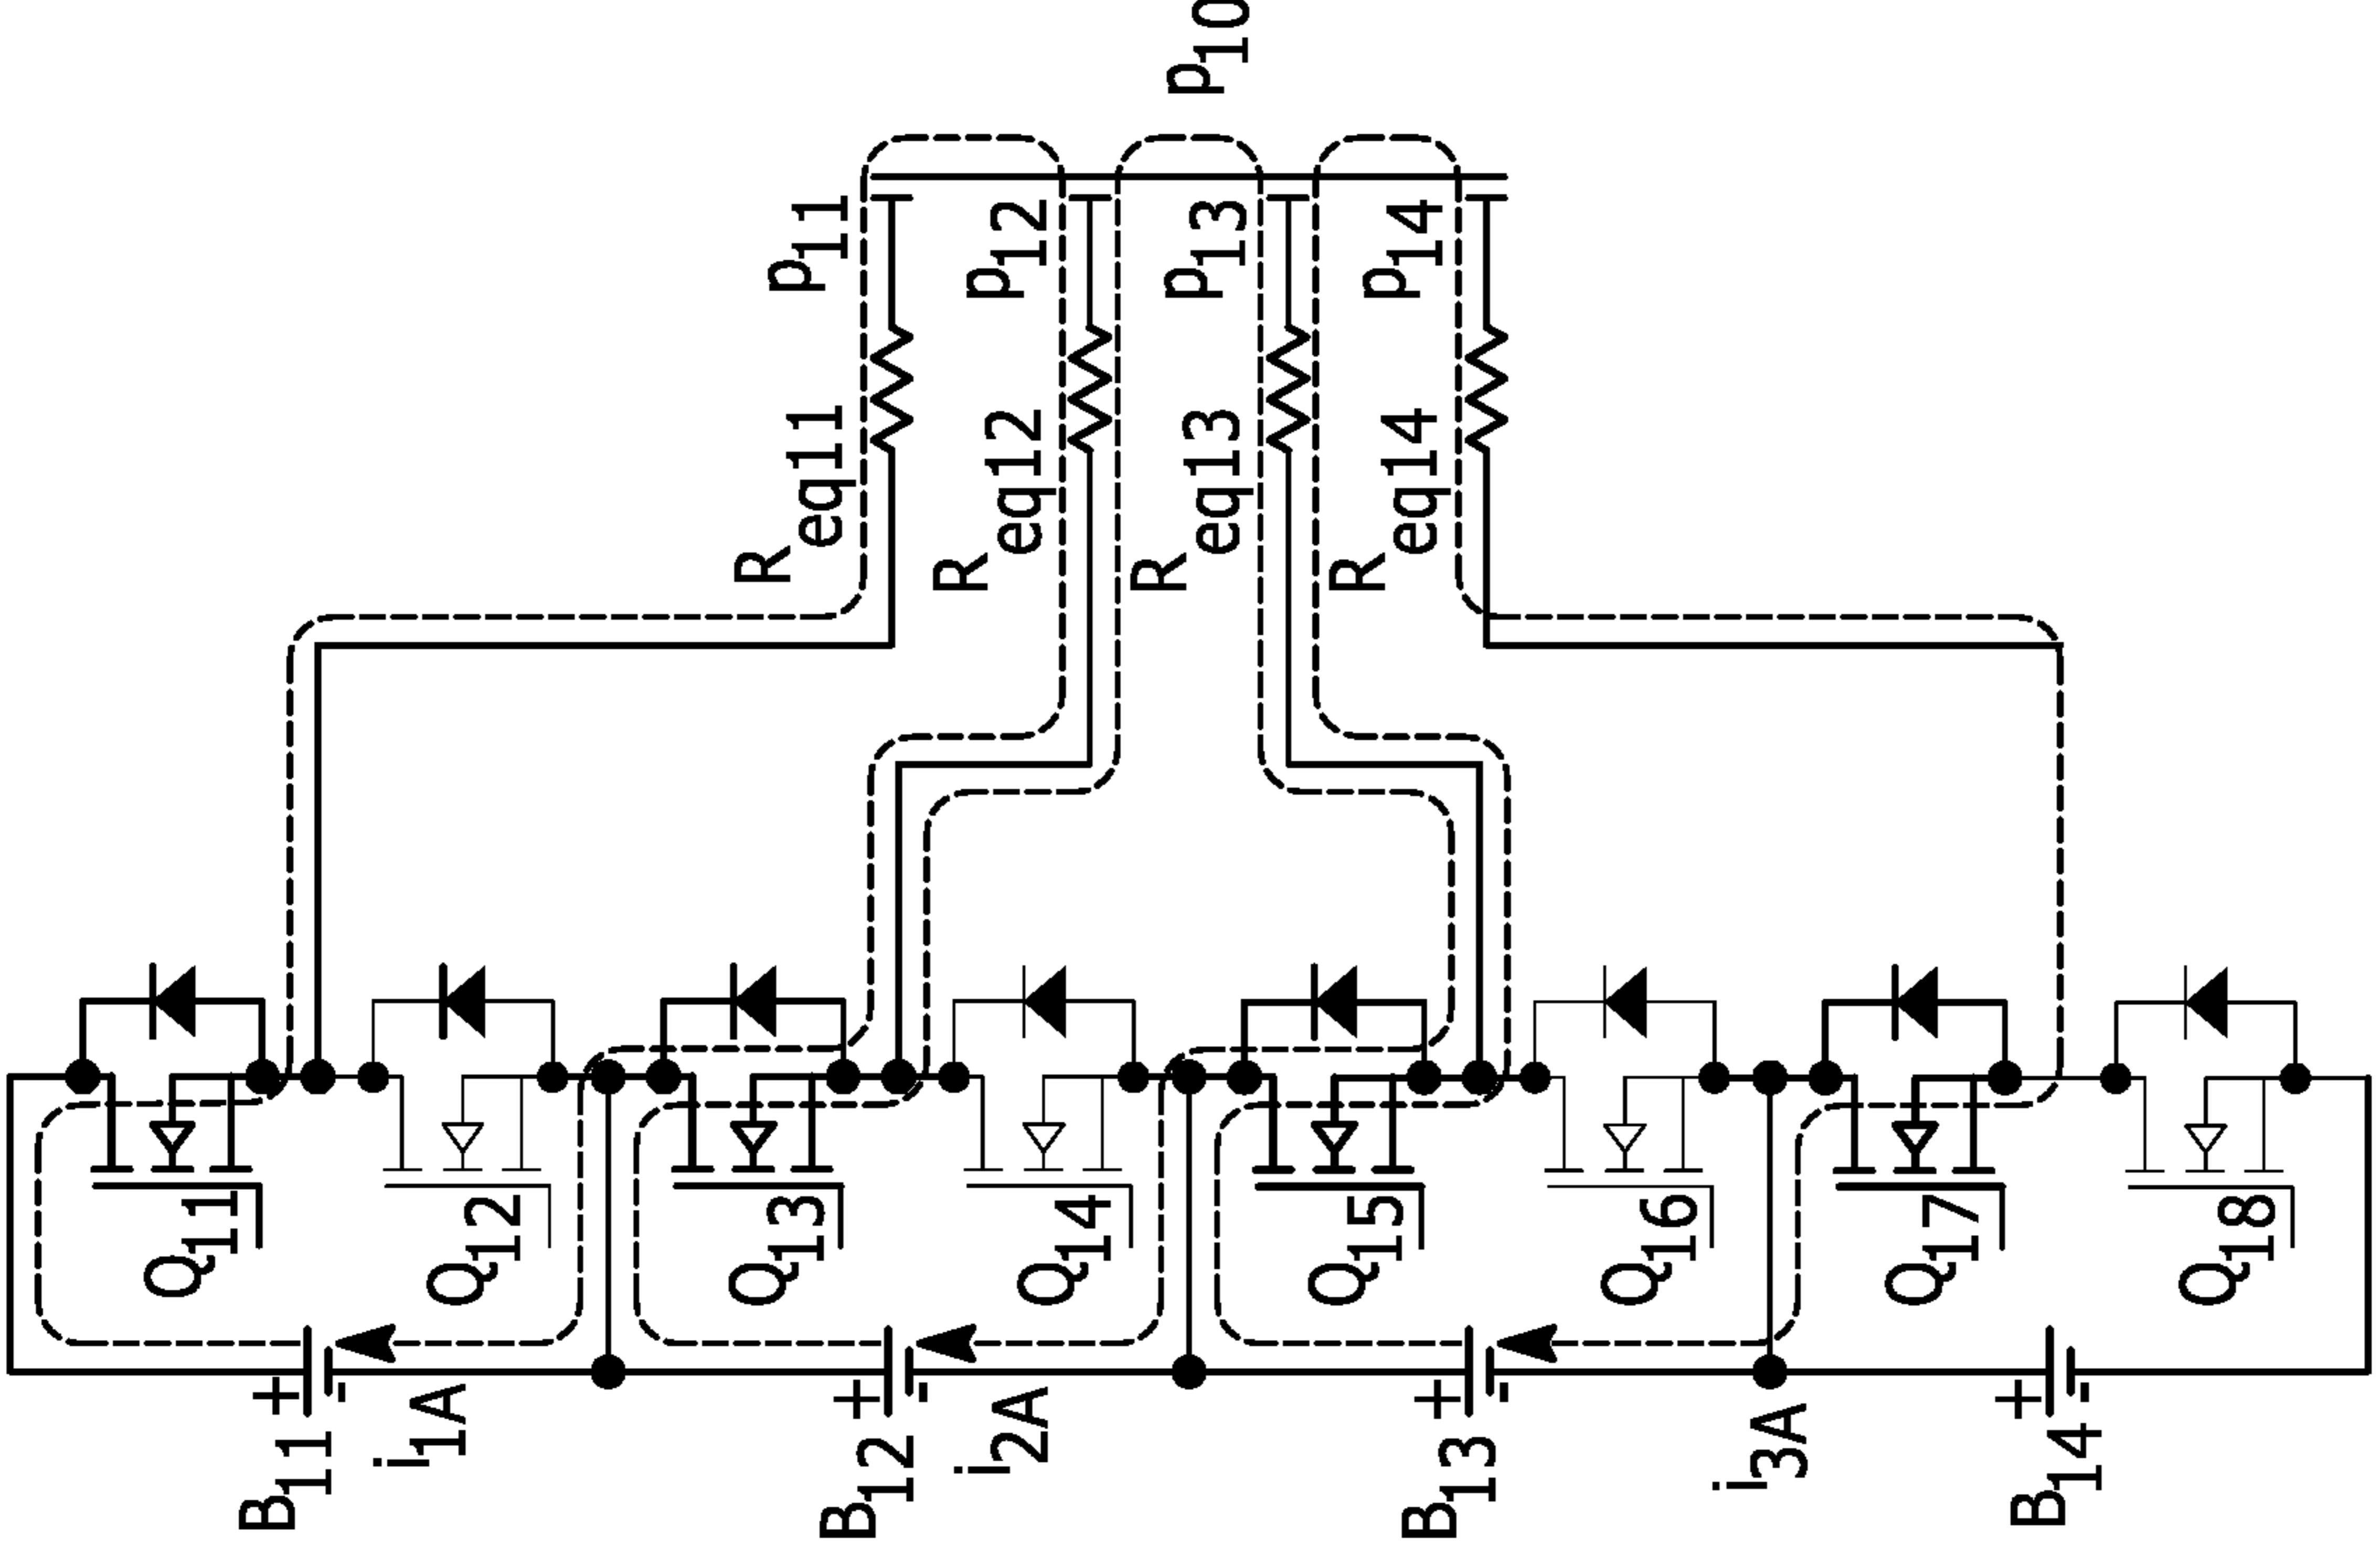 B11 + -
i1A
B12 + -
i2A
B13 + -
i3A
B14 + -
Q11
Q12
Q13
Q14
Q15
Q16
Q17
Q18
Req11
Req12
Req13
Req14
p11
p12
p13
p14
p10